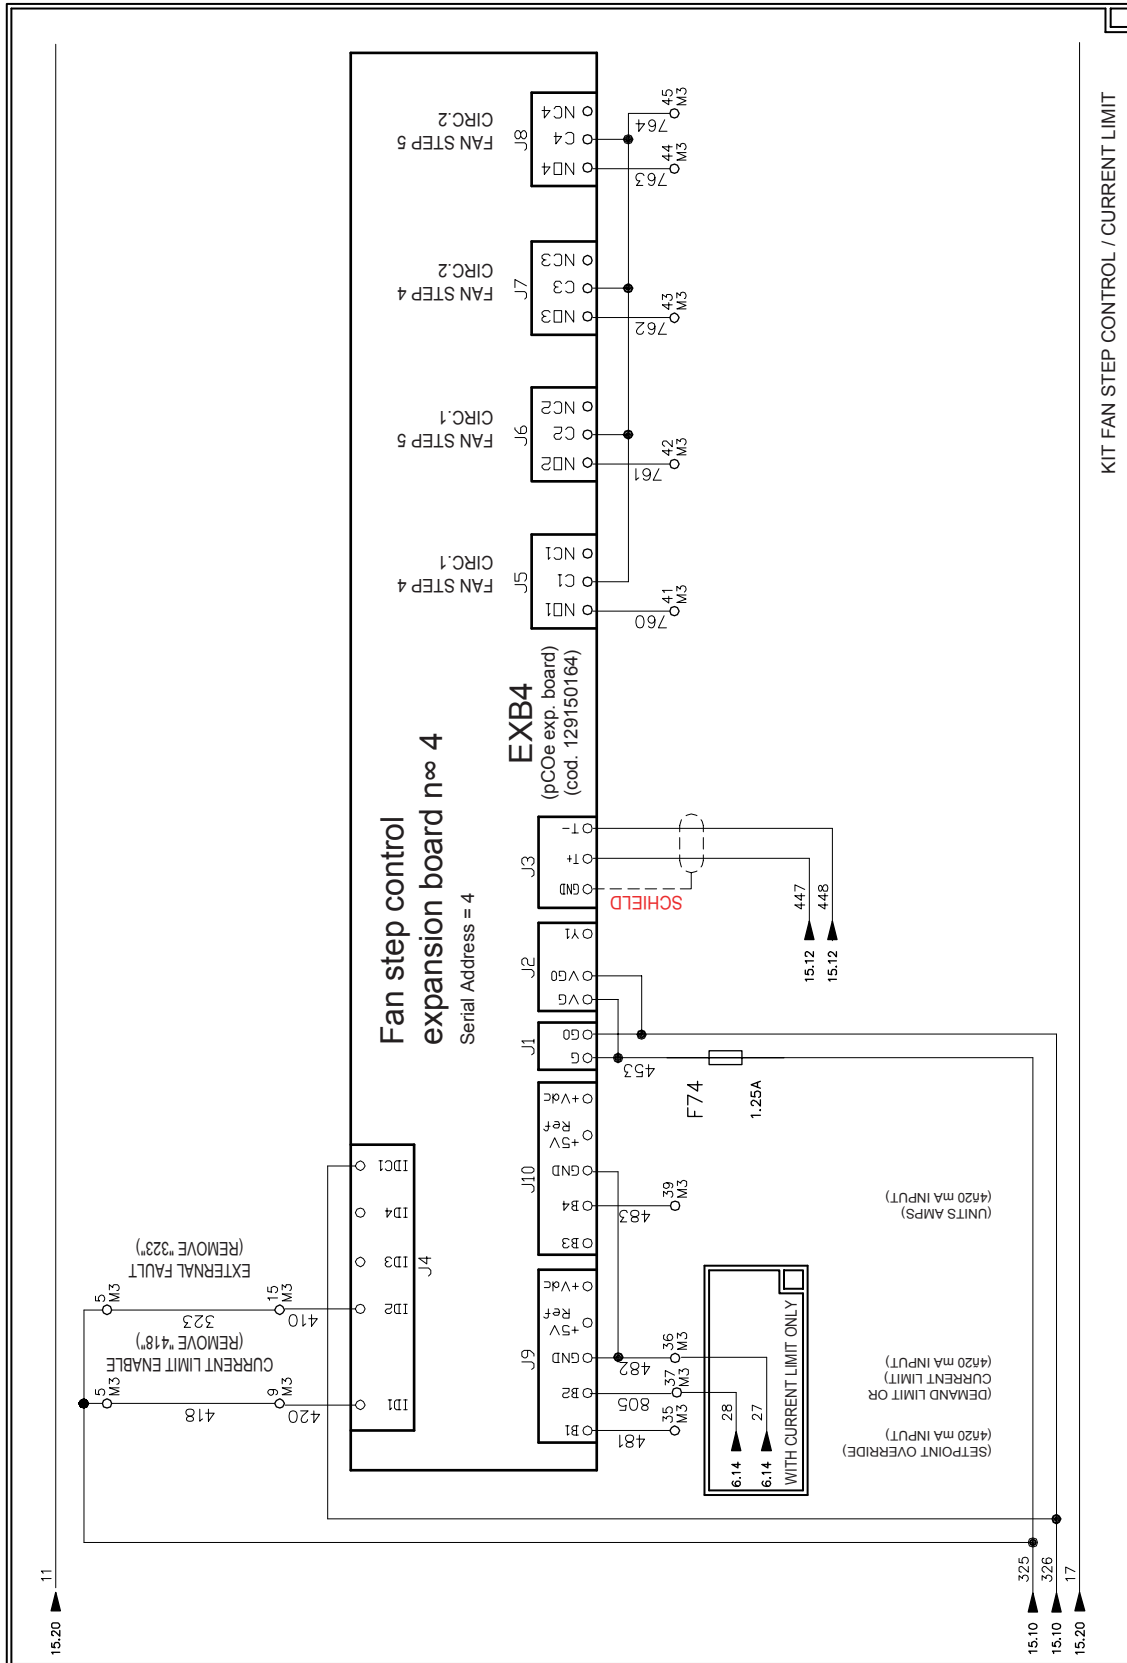 15.20
11
CURRENT LIMIT ENABLE
(REMOVE "418")
5
M3
418
9
M3
420
EXTERNAL FAULT
(REMOVE "323")
5
M3
323
15
M3
410
J4
ID1
ID2
ID3
ID4
IDC1
Fan step control
expansion board n∞ 4
Serial Address = 4
EXB4
(pCOe exp. board)
(cod. 129150164)
FAN STEP 4
CIRC.1
FAN STEP 5
CIRC.1
FAN STEP 4
CIRC.2
FAN STEP 5
CIRC.2
J9
B1
B2
GND
+5V
Ref
+Vdc
J10
B3
B4
GND
+5V
Ref
+Vdc
J1
G
G0
J2
VG
VG0
Y1
J3
GND
T+
T-
J5
NO1
C1
NC1
J6
NO2
C2
NC2
J7
NO3
C3
NC3
J8
NO4
C4
NC4
481
35
M3
805
37
M3
482
36
M3
483
39
M3
453
F74
1.25A
SCHIELD
760
41
M3
761
42
M3
762
43
M3
763
44
M3
764
45
M3
6.14
28
6.14
27
WITH CURRENT LIMIT ONLY
15.12
447
15.12
448
(SETPOINT OVERRIDE)
(4ñ20 mA INPUT)
(DEMAND LIMIT OR
CURRENT LIMIT)
(4ñ20 mA INPUT)
(UNITS AMPS)
(4ñ20 mA INPUT)
15.10
325
15.10
326
15.20
17
KIT FAN STEP CONTROL / CURRENT LIMIT